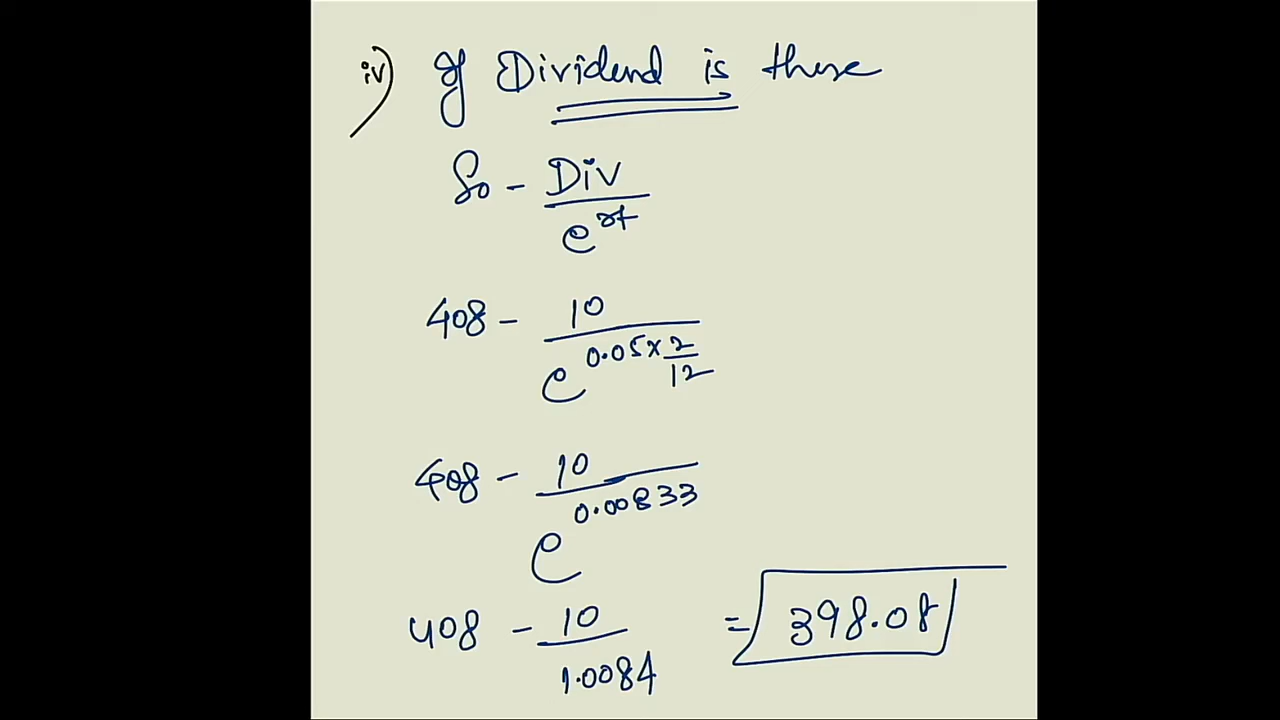 iv) If Dividend is there
So - Div
e^rt
408 - 10
e^0.05 x 2/12
408 - 10
e^0.00833
408 - 10
1.0084
= 398.08